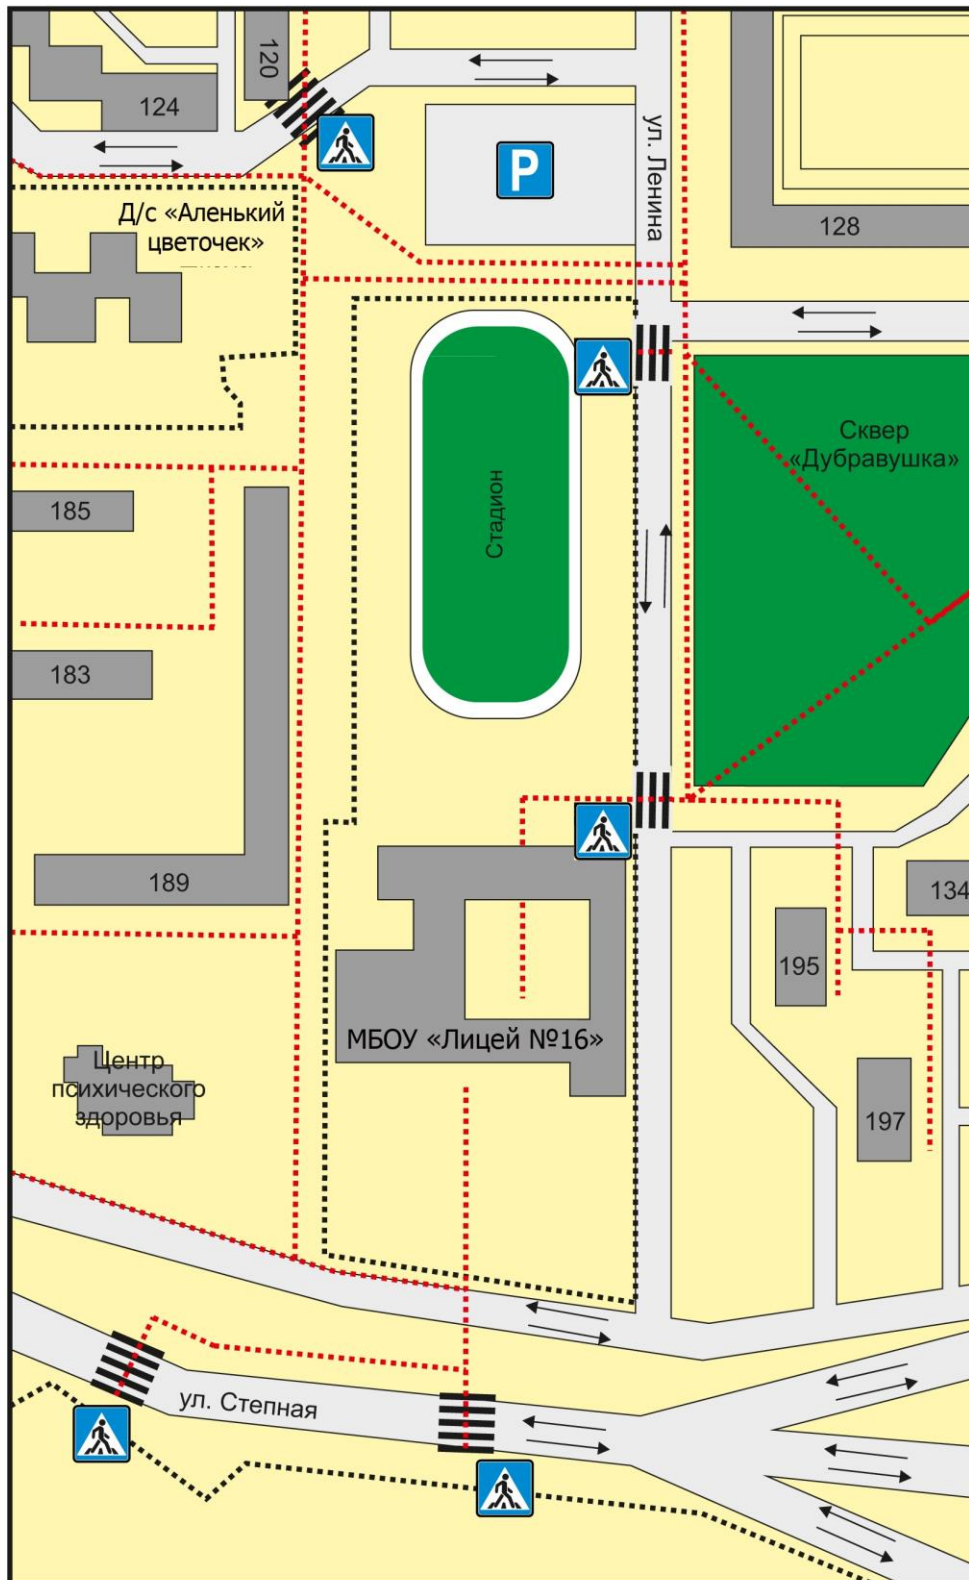 120
124
ул. Ленина
P
Д/с «Аленький
цветочек»
128
Сквер
«Дубравушка»
Стадион
185
183
189
134
195
МБОУ «Лицей №16»
Центр
психического
здоровья
197
ул. Степная